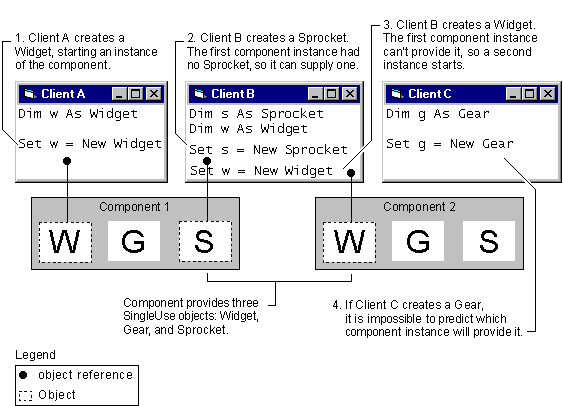 1. Client A creates a
Widget, starting an instance
of the component.
2. Client B creates a Sprocket.
The first component instance had
no Sprocket, so it can supply one.
3. Client B creates a Widget.
The first component instance
can't provide it, so a second
instance starts.
Client A
Dim w As Widget
Set w = New Widget
Client B
Dim s As Sprocket
Dim w As Widget
Set s = New Sprocket
Set w = New Widget
Client C
Dim g As Gear
Set g = New Gear
Component 1
W G S
Component 2
W G S
Component provides three
SingleUse objects: Widget,
Gear, and Sprocket.
4. If Client C creates a Gear,
it is impossible to predict which
component instance will provide it.
Legend
object reference
Object